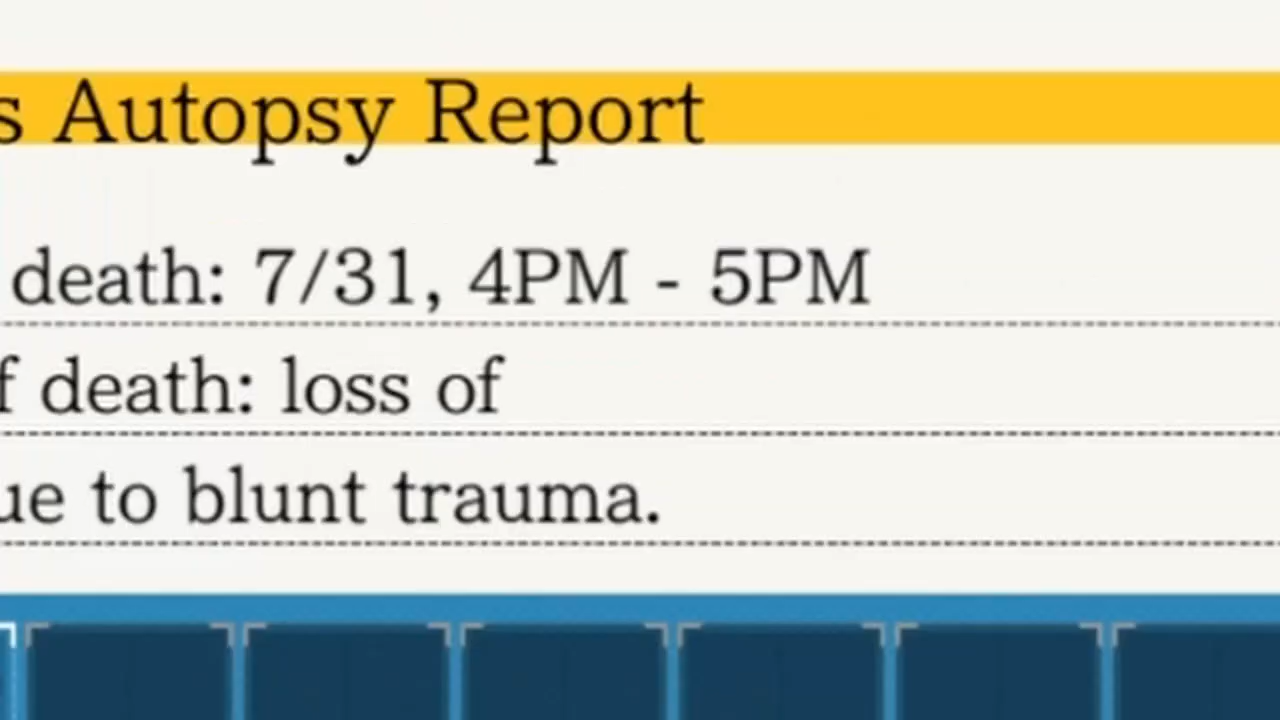 s Autopsy Report
death: 7/31, 4PM - 5PM
f death: loss of
ue to blunt trauma.